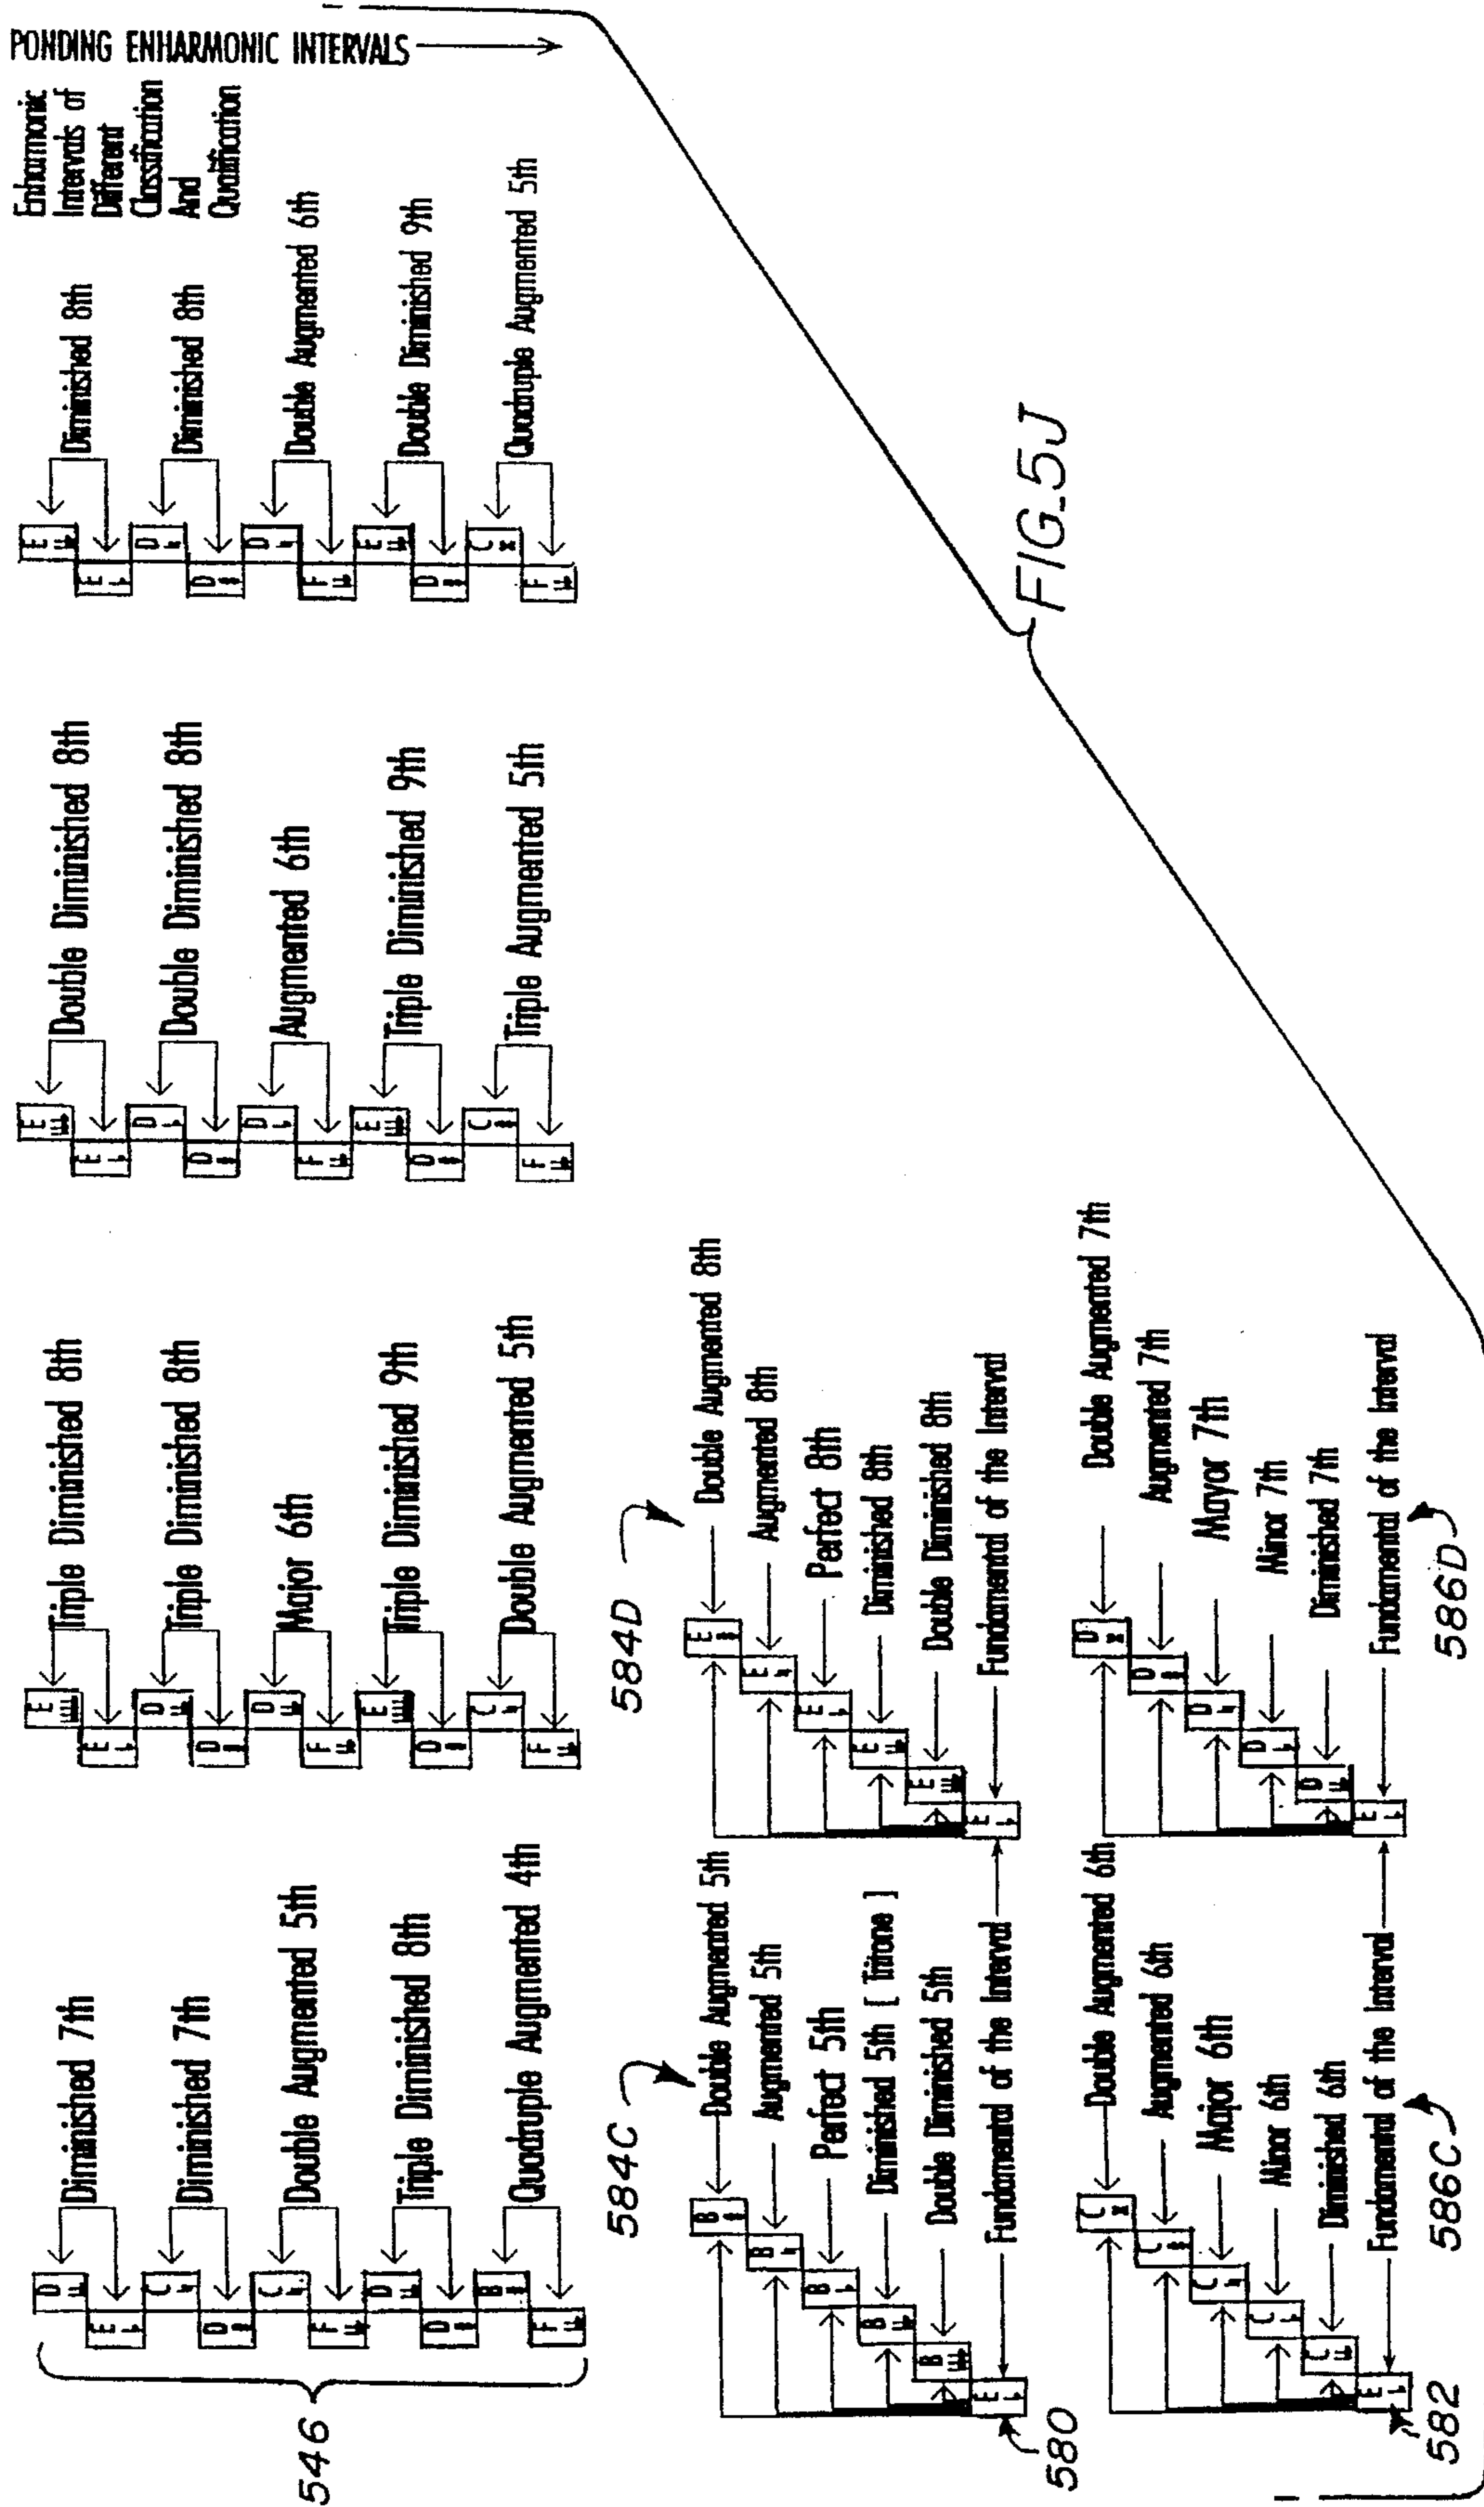 PONDING ENHARMONIC INTERVALS
Enharmonic
Intervals of
Different
Classification
And
Qualification
546
Diminished 7th
Diminished 7th
Double Augmented 5th
Triple Diminished 8th
Quadruple Augmented 4th
Triple Diminished 8th
Triple Diminished 8th
Major 6th
Triple Diminished 9th
Double Augmented 5th
Double Diminished 8th
Double Diminished 8th
Augmented 6th
Triple Diminished 9th
Triple Augmented 5th
Diminished 8th
Diminished 8th
Double Augmented 6th
Double Diminished 9th
Quadruple Augmented 5th
D
E
C
D
C
F
D
D
B
F
E
E
D
D
D
F
E
D
C
F
E
E
D
D
D
F
E
D
C
F
E
E
D
D
D
F
E
D
C
F
584C
Double Augmented 5th
Augmented 5th
Perfect 5th
Diminished 5th [ Tritone ]
Double Diminished 5th
Fundamental of the Interval
B
B
B
B
B
E
580
584D
Double Augmented 8th
Augmented 8th
Perfect 8th
Diminished 8th
Double Diminished 8th
Fundamental of the Interval
E
E
E
E
E
E
Double Augmented 6th
Augmented 6th
Major 6th
Minor 6th
Diminished 6th
Fundamental of the Interval
C
C
C
C
C
E
582
586C
Double Augmented 7th
Augmented 7th
Mayor 7th
Minor 7th
Diminished 7th
Fundamental of the Interval
D
D
D
D
D
E
586D
FIG_5J